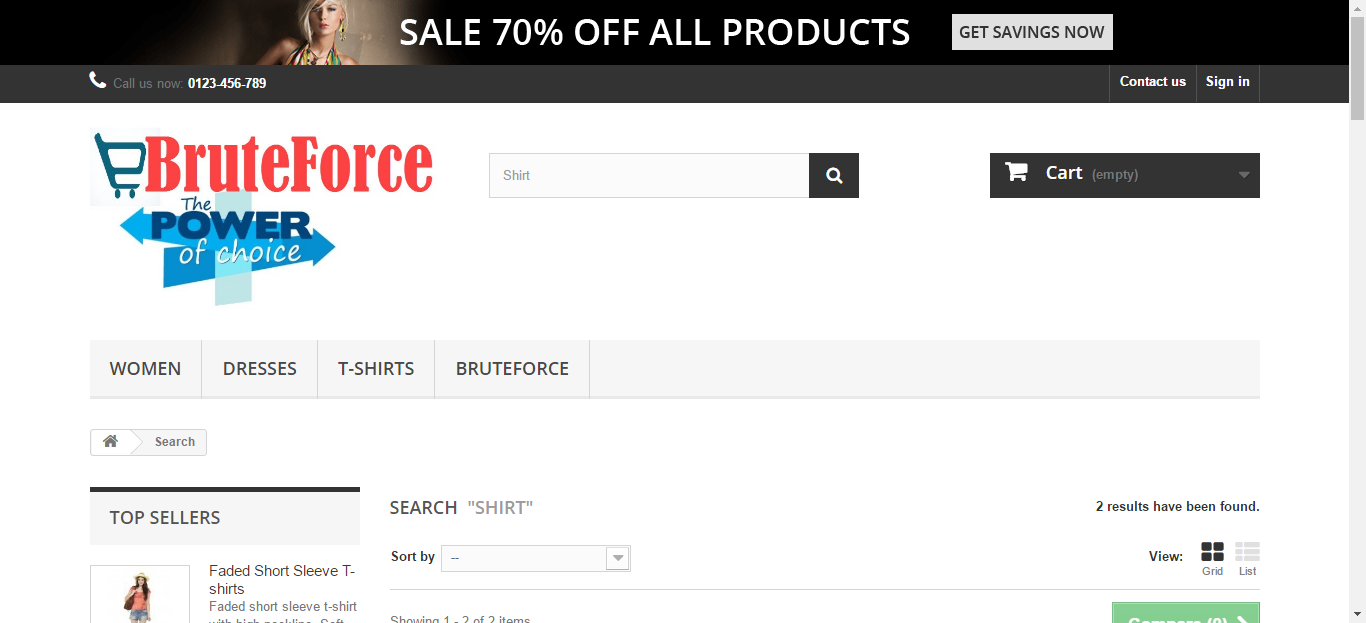 SALE 70% OFF ALL PRODUCTS GET SAVINGS NOW
Call us now: 0123-456-789 Contact us Sign in
BruteForce
The
POWER
of choice
Shirt
Cart (empty)
WOMEN DRESSES T-SHIRTS BRUTEFORCE
Search
TOP SELLERS
Faded Short Sleeve T-
shirts
Faded short sleeve t-shirt
with high neckline. Soft
SEARCH "SHIRT" 2 results have been found.
Sort by -- View: Grid List
Showing 1 - 2 of 2 items
Compare (0)